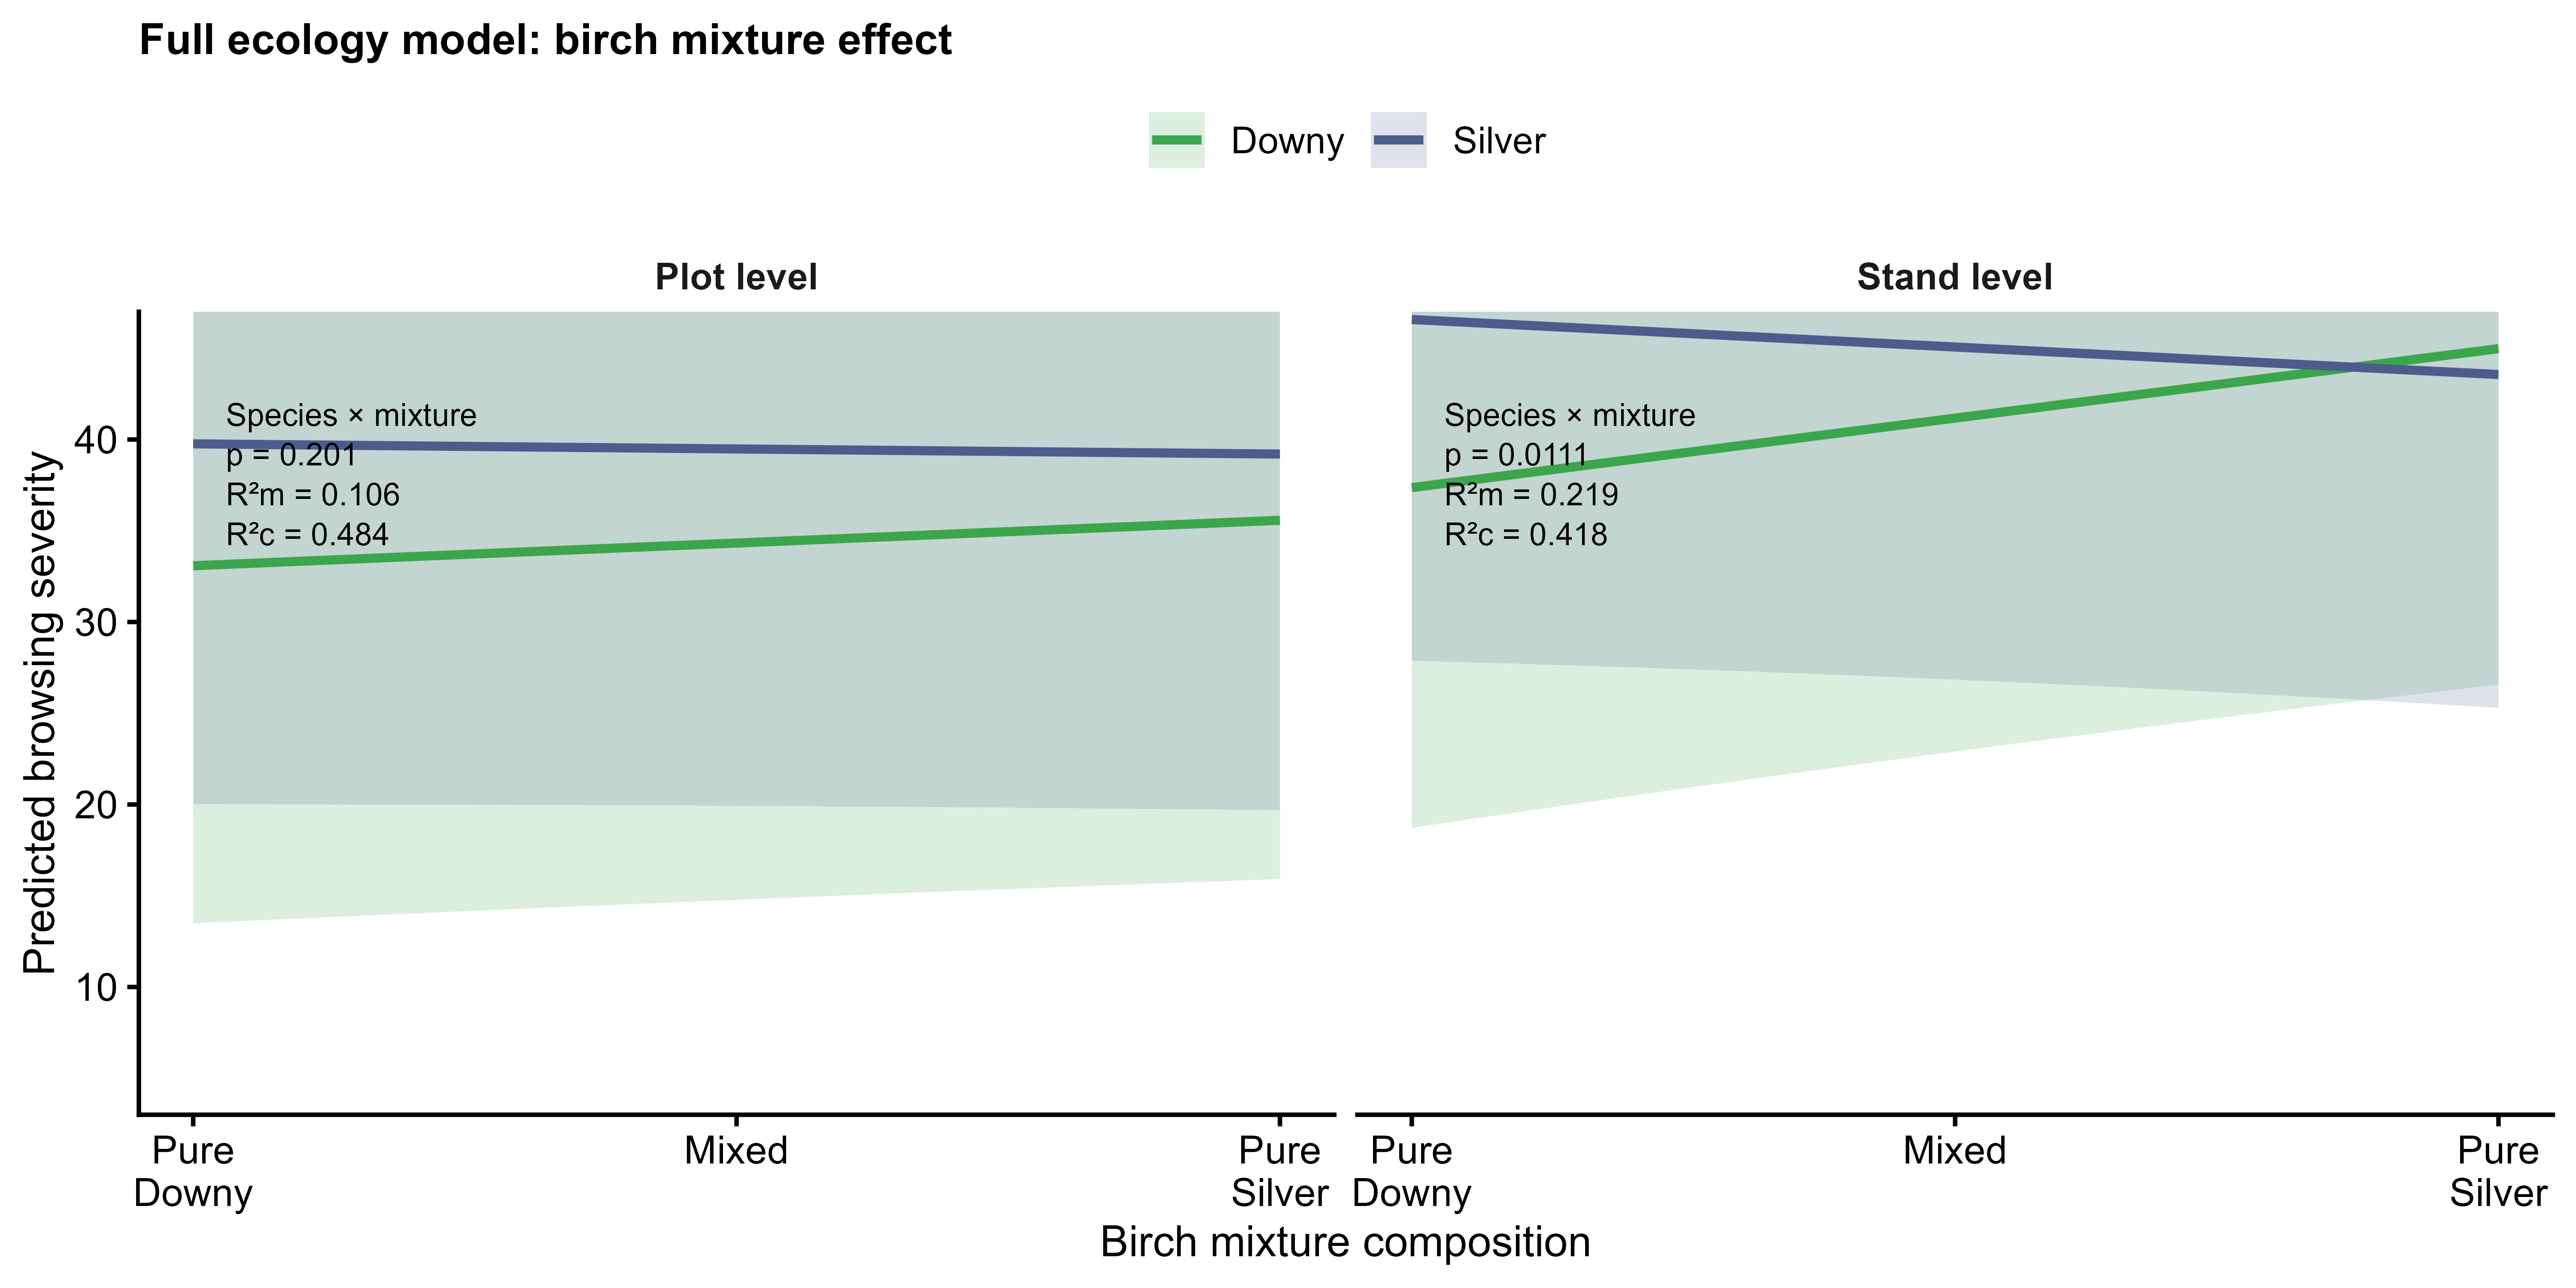 Full ecology model: birch mixture effect
Downy
Silver
Plot level
Stand level
Predicted browsing severity
40
30
20
10
Species × mixture
p = 0.201
R²m = 0.106
R²c = 0.484
Species × mixture
p = 0.0111
R²m = 0.219
R²c = 0.418
Pure
Downy
Mixed
Pure
Silver
Pure
Downy
Mixed
Pure
Silver
Birch mixture composition